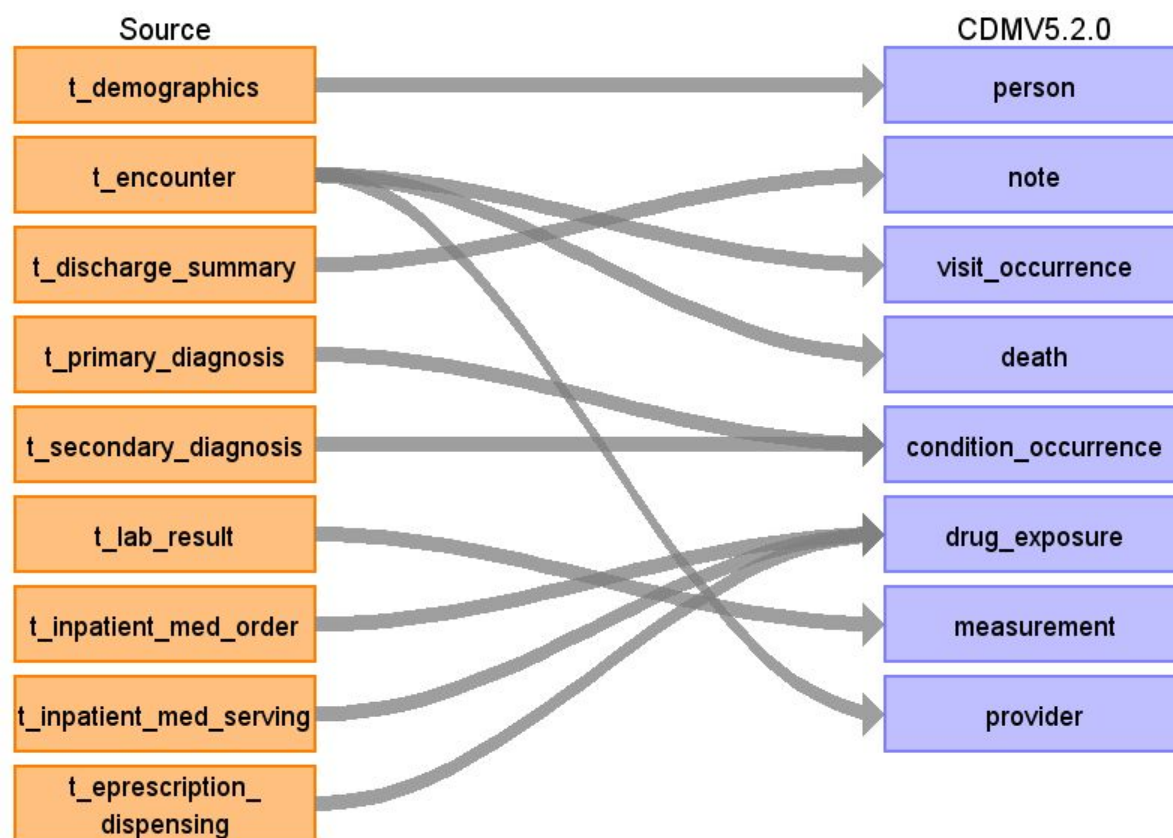 Source
CDMV5.2.0
t_demographics
person
t_encounter
note
t_discharge_summary
visit_occurrence
t_primary_diagnosis
death
t_secondary_diagnosis
condition_occurrence
t_lab_result
drug_exposure
t_inpatient_med_order
measurement
t_inpatient_med_serving
provider
t_eprescription_
dispensing